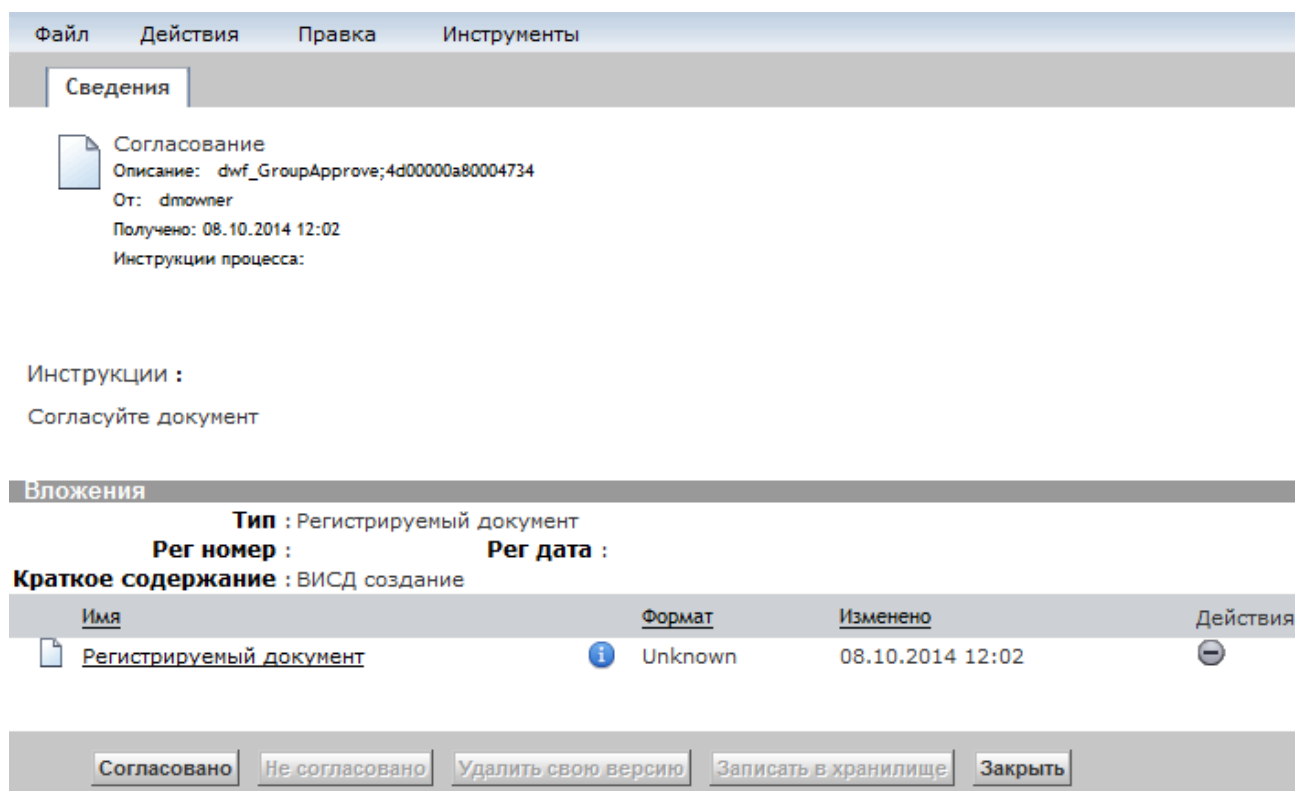 Файл Действия Правка Инструменты
Сведения
Согласование
Описание: dwf_GroupApprove;4d00000a80004734
От: dmowner
Получено: 08.10.2014 12:02
Инструкции процесса:
Инструкции :
Согласуйте документ
Вложения
Тип : Регистрируемый документ
Рег номер : Рег дата :
Краткое содержание : ВИСД создание
Имя Формат Изменено Действия
Регистрируемый документ Unknown 08.10.2014 12:02
Согласовано Не согласовано Удалить свою версию Записать в хранилище Закрыть